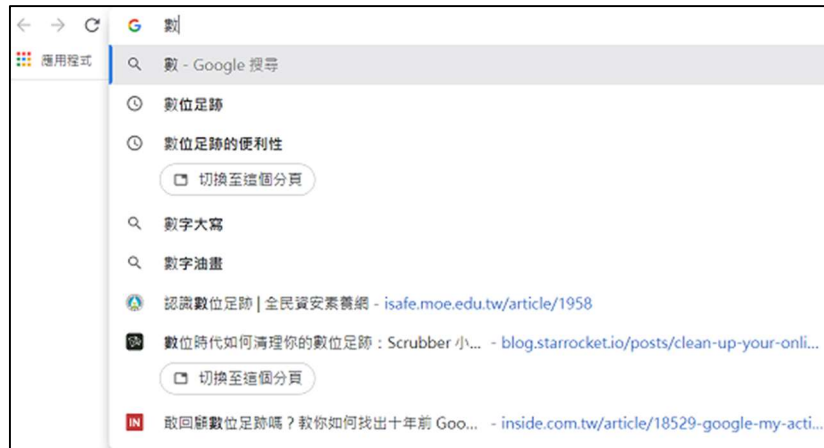 數
應用程式
數 - Google 搜尋
數位足跡
數位足跡的便利性
切換至這個分頁
數字大寫
數字油畫
認識數位足跡 | 全民資安素養網 - isafe.moe.edu.tw/article/1958
數位時代如何清理你的數位足跡：Scrubber 小... - blog.starrocket.io/posts/clean-up-your-onli...
切換至這個分頁
敢回顧數位足跡嗎？教你如何找出十年前 Goo... - inside.com.tw/article/18529-google-my-acti...